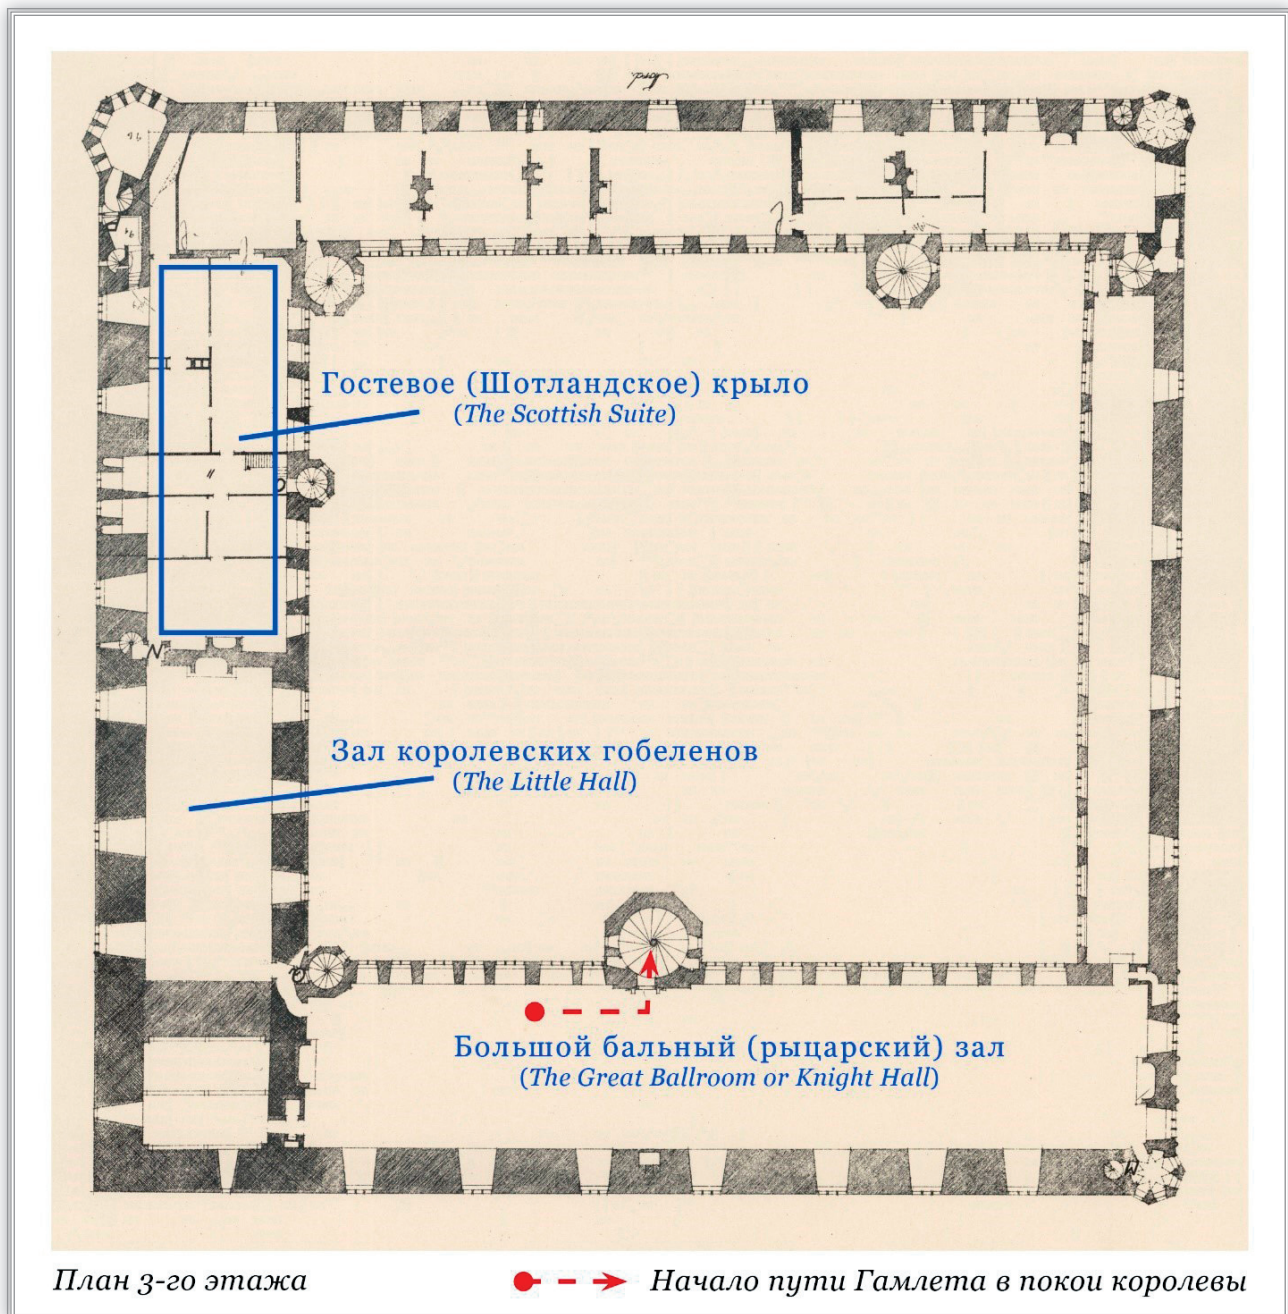 Гостевое (Шотландское) крыло
(The Scottish Suite)
Зал королевских гобеленов
(The Little Hall)
Большой бальный (рыцарский) зал
(The Great Ballroom or Knight Hall)
План 3-го этажа
Начало пути Гамлета в покои королевы